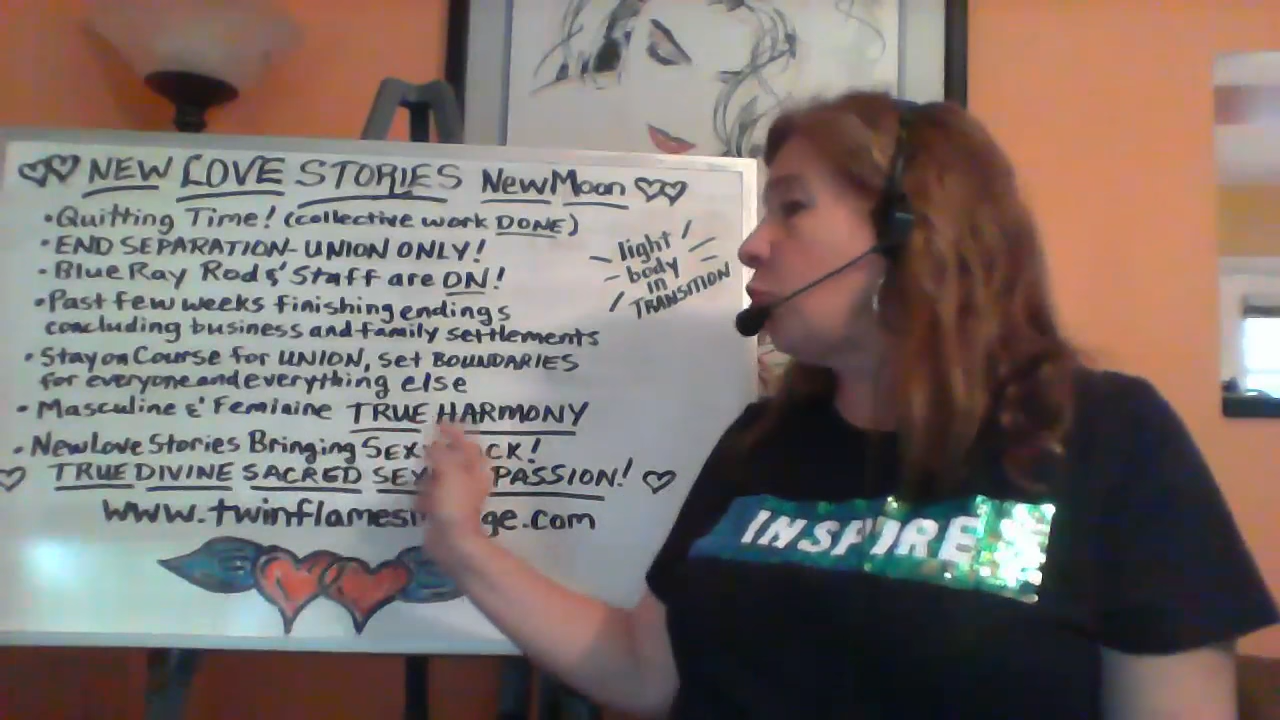 NEW LOVE STORIES New Moon
• Quitting Time! (collective work DONE)
• END SEPARATION - UNION ONLY!
• Blue Ray Rod & Staff are ON!
• Past few weeks finishing endings
concluding business and family settlements
• Stay on Course for UNION, set BOUNDARIES
for everyone and everything else
• Masculine & Feminine TRUE HARMONY
• New Love Stories Bringing
TRUE DIVINE SACRED PASSION!
light
body
in
TRANSITION
INSPIRE